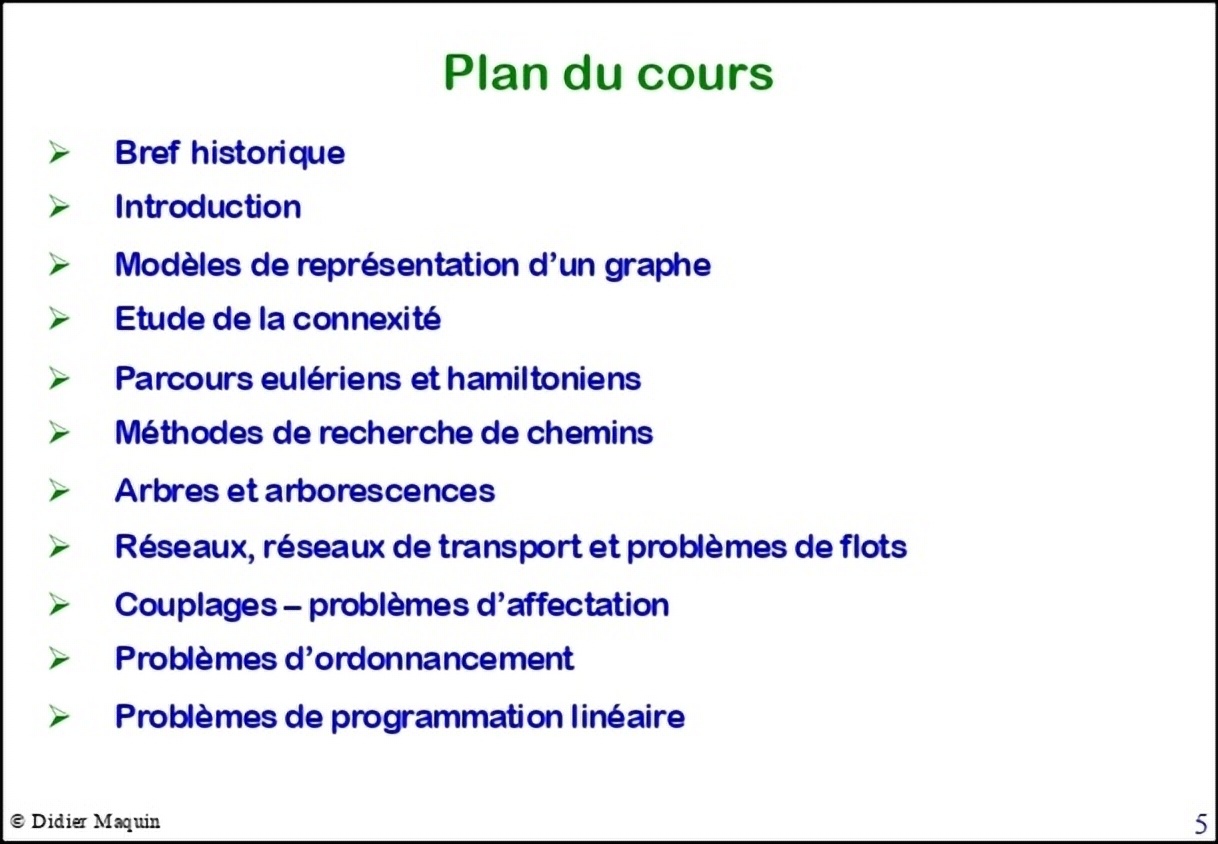 Plan du cours
Bref historique
Introduction
Modèles de représentation d’un graphe
Etude de la connexité
Parcours eulériens et hamiltoniens
Méthodes de recherche de chemins
Arbres et arborescences
Réseaux, réseaux de transport et problèmes de flots
Couplages – problèmes d’affectation
Problèmes d’ordonnancement
Problèmes de programmation linéaire
© Didier Maquin
5